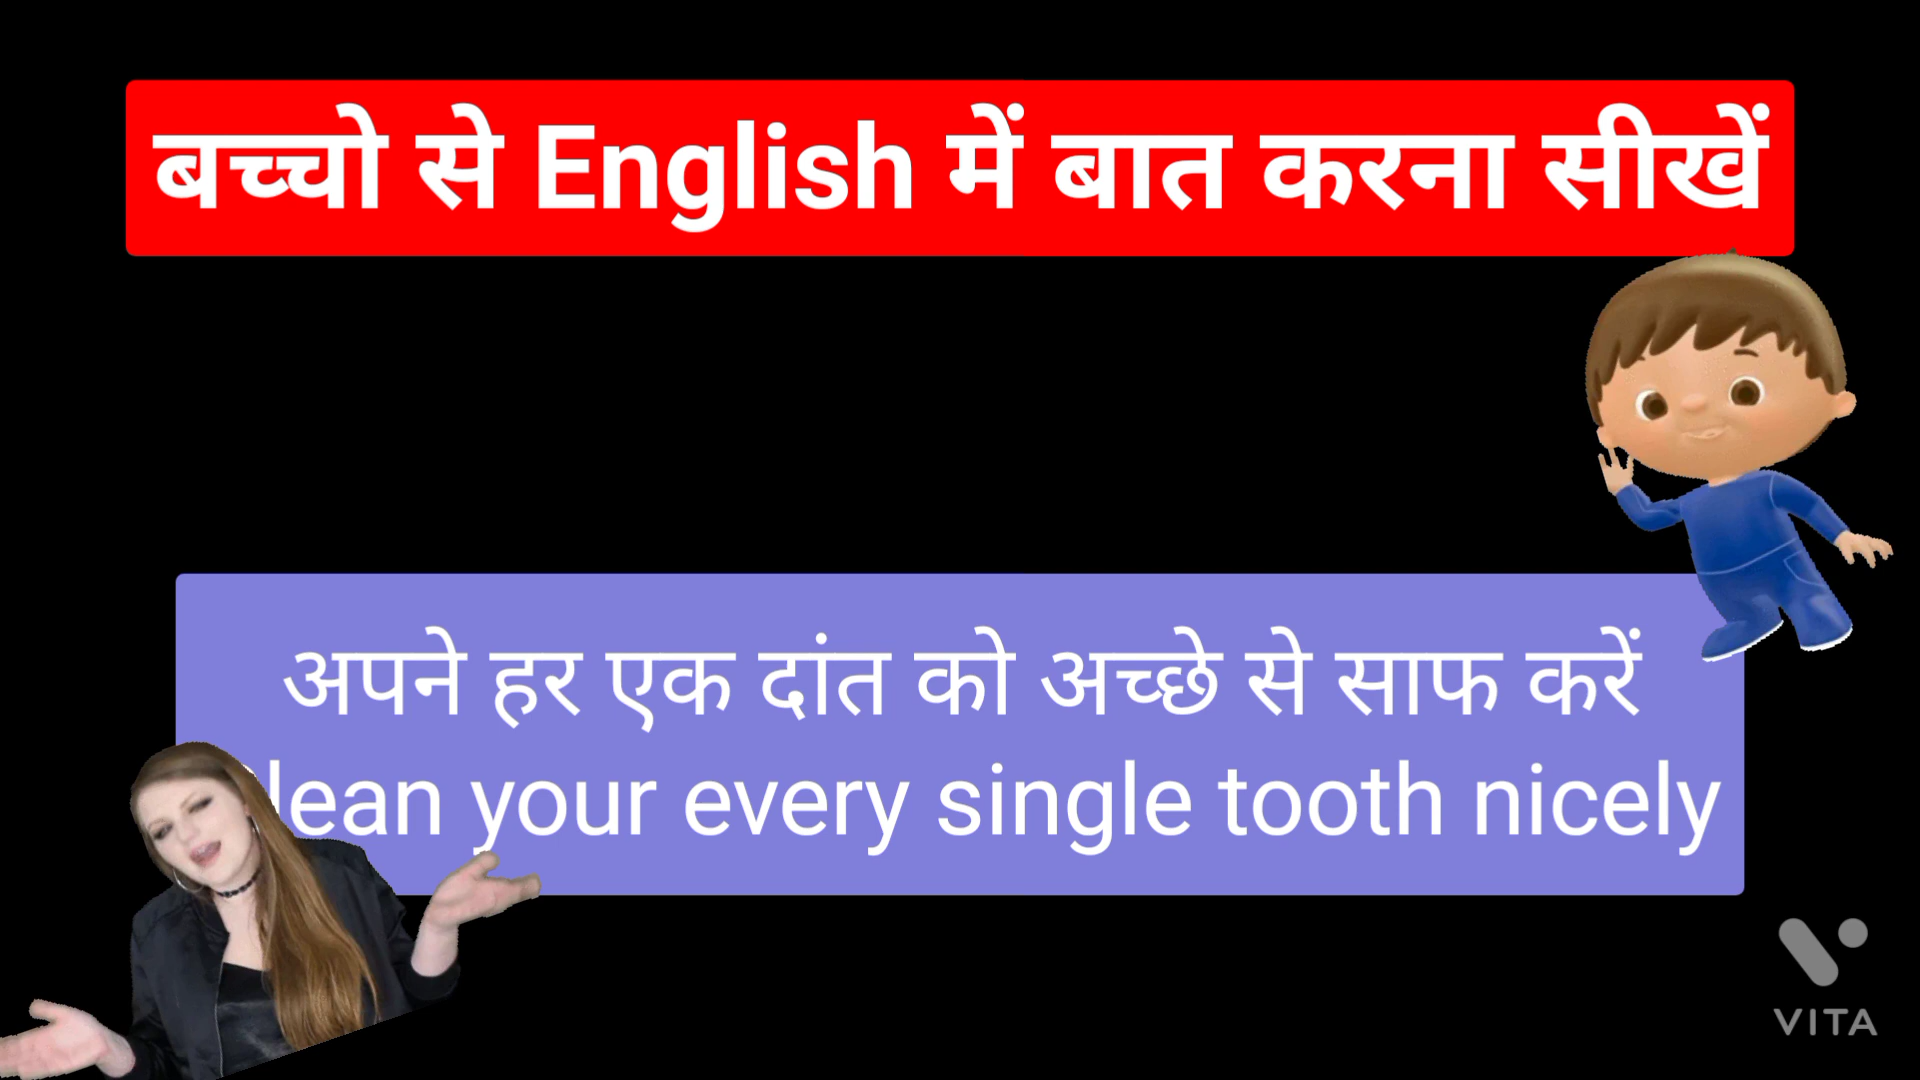 बच्चो से English में बात करना सीखें
अपने हर एक दांत को अच्छे से साफ करें
lean your every single tooth nicely
VITA